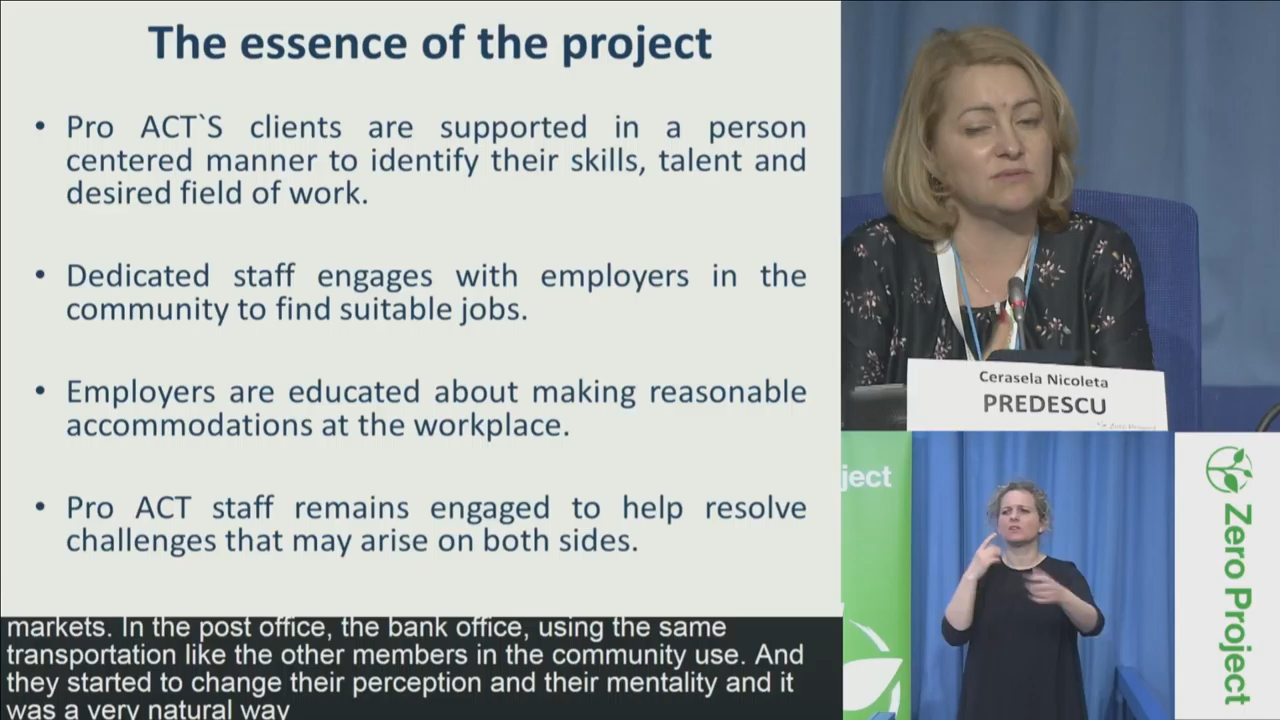 The essence of the project
• Pro ACT`S clients are supported in a person
centered manner to identify their skills, talent and
desired field of work.
• Dedicated staff engages with employers in the
community to find suitable jobs.
• Employers are educated about making reasonable
accommodations at the workplace.
• Pro ACT staff remains engaged to help resolve
challenges that may arise on both sides.
markets. In the post office, the bank office, using the same
transportation like the other members in the community use. And
they started to change their perception and their mentality and it
was a very natural way
Cerasela Nicoleta
PREDESCU
ject
Zero Project